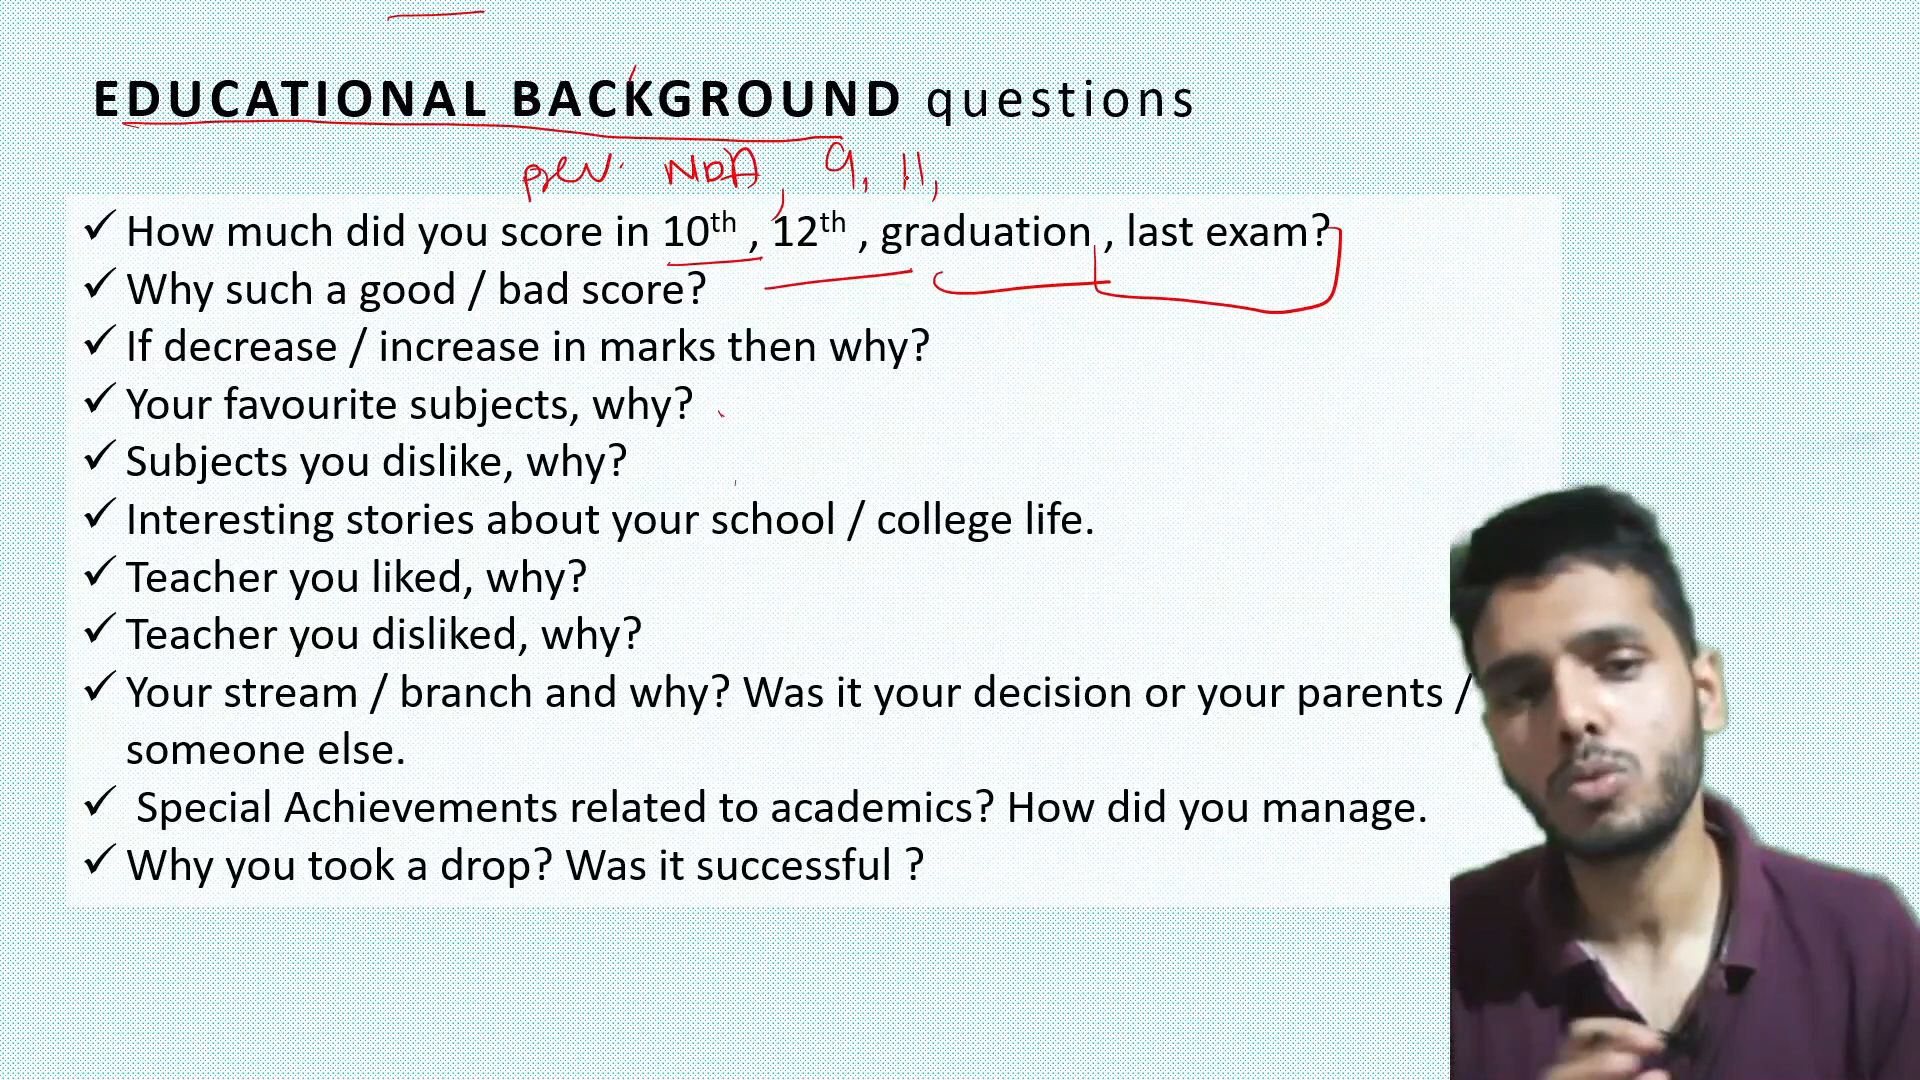 EDUCATIONAL BACKGROUND questions
prev. NDA, 9, 11,
✓ How much did you score in 10th , 12th , graduation , last exam?
✓ Why such a good / bad score?
✓ If decrease / increase in marks then why?
✓ Your favourite subjects, why?
✓ Subjects you dislike, why?
✓ Interesting stories about your school / college life.
✓ Teacher you liked, why?
✓ Teacher you disliked, why?
✓ Your stream / branch and why? Was it your decision or your parents /
someone else.
✓ Special Achievements related to academics? How did you manage.
✓ Why you took a drop? Was it successful ?